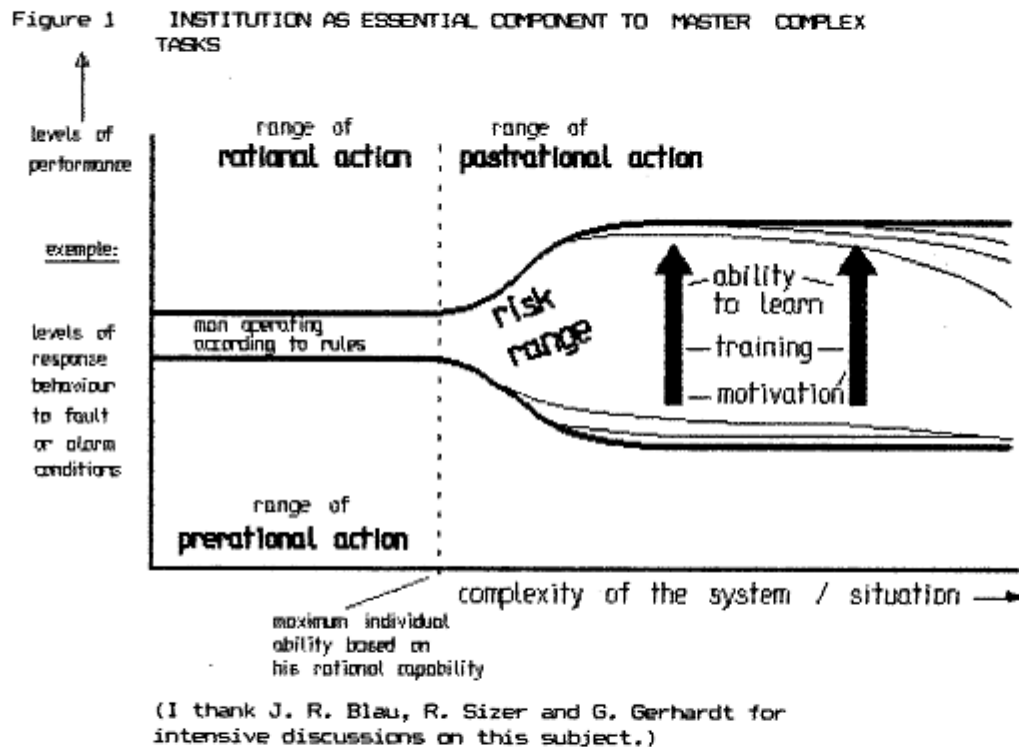 Figure 1 INSTITUTION AS ESSENTIAL COMPONENT TO MASTER COMPLEX
TASKS
levels of
performance
range of
rational action
range of
postrational action
exemple:
levels of
response
behaviour
to fault
or alarm
conditions
man operating
according to rules
risk
range
ability
to learn
training
motivation
range of
prerational action
complexity of the system / situation
maximum individual
ability based on
his rational capability
(I thank J. R. Blau, R. Sizer and G. Gerhardt for
intensive discussions on this subject.)